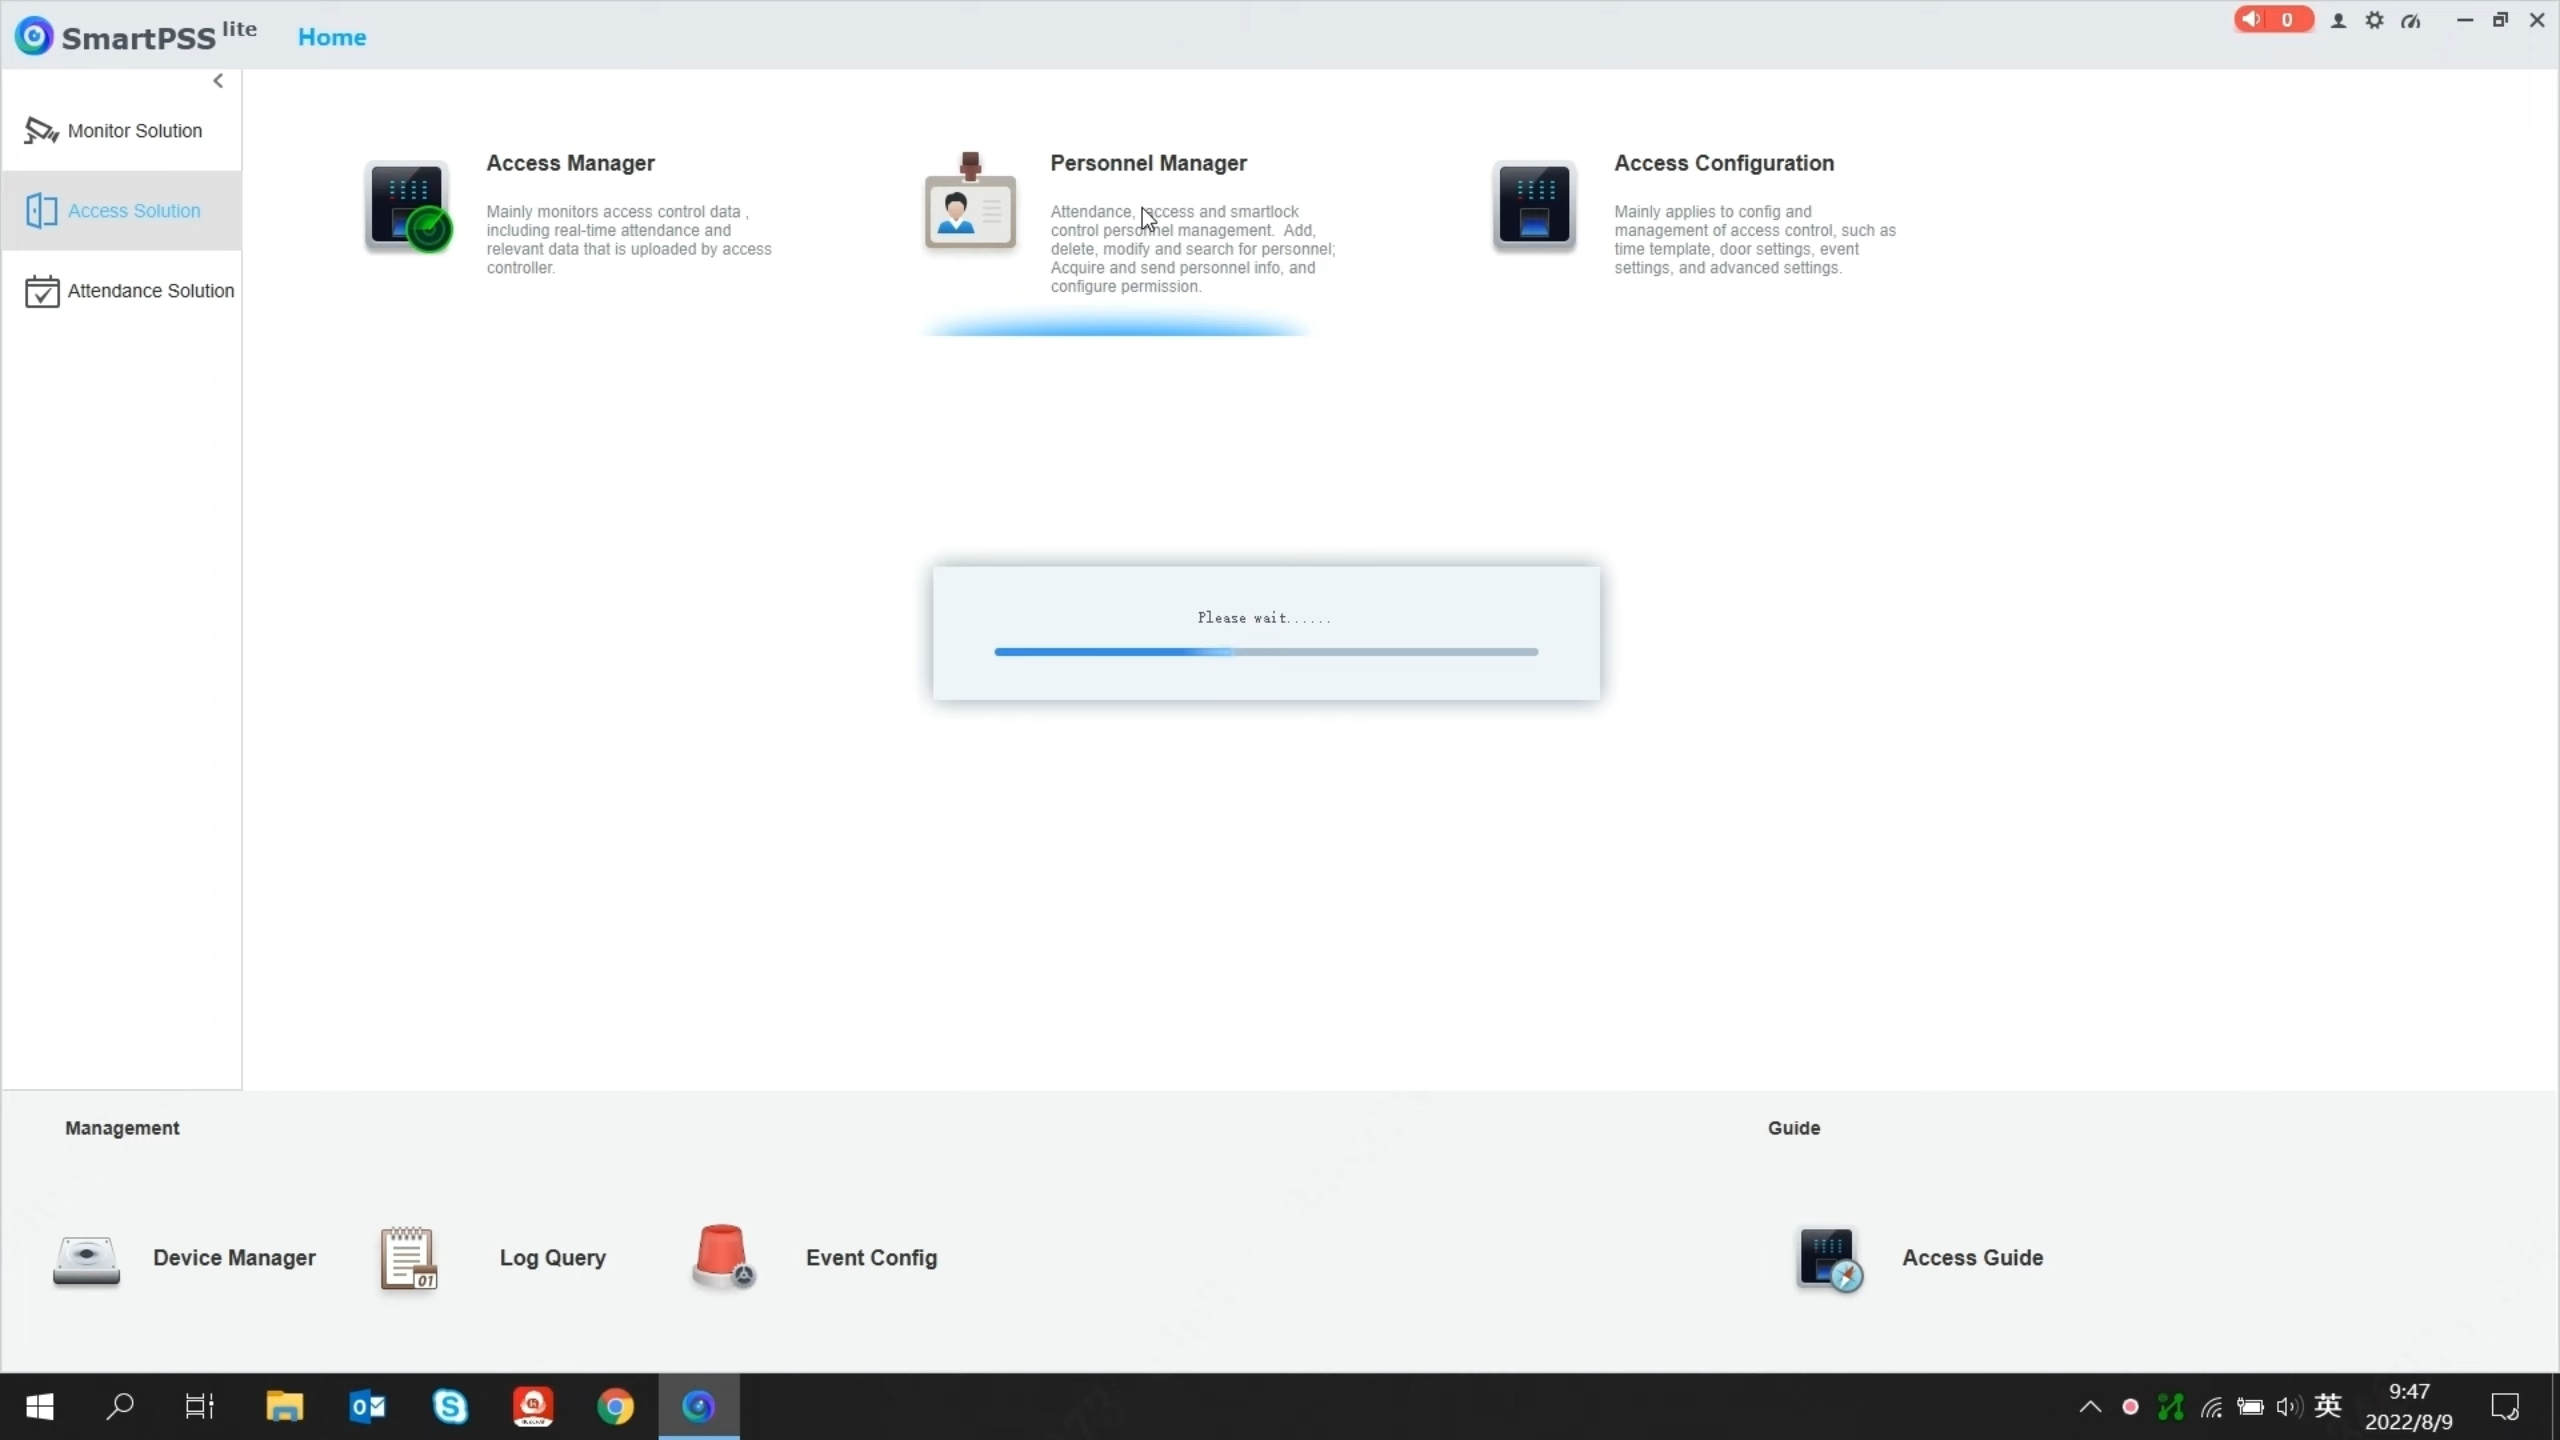 SmartPSS lite
Home
0
Monitor Solution
Access Solution
Attendance Solution
Access Manager
Mainly monitors access control data ,
including real-time attendance and
relevant data that is uploaded by access
controller.
Personnel Manager
Attendance, access and smartlock
control personnel management. Add,
delete, modify and search for personnel;
Acquire and send personnel info, and
configure permission.
Access Configuration
Mainly applies to config and
management of access control, such as
time template, door settings, event
settings, and advanced settings.
Please wait......
Management
Guide
Device Manager
01
Log Query
Event Config
Access Guide
英
9:47
2022/8/9